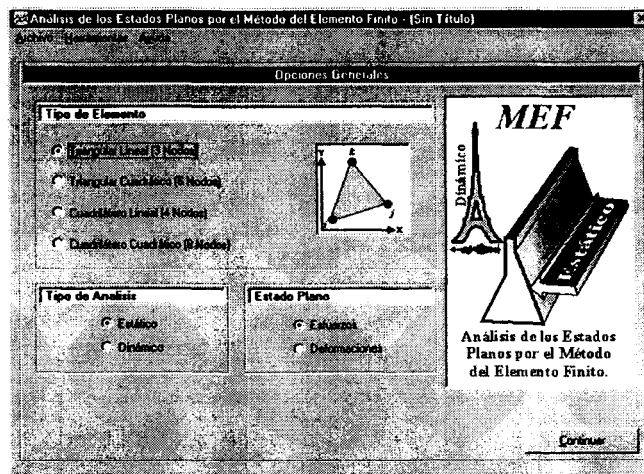 Análisis de los Estados Planos por el Método del Elemento Finito - (Sin Título)
Archivo Herramientas Ayuda
Opciones Generales
Tipo de Elemento
Triangular Lineal (3 Nodos)
Triangular Cuadrático (6 Nodos)
Cuadrilátero Lineal (4 Nodos)
Cuadrilátero Cuadrático (8 Nodos)
Y
k
j
X
Tipo de Analisis
Estático
Dinámico
Estado Plano
Esfuerzos
Deformaciones
MEF
Dinámico
Estático
Análisis de los Estados
Planos por el Método
del Elemento Finito.
Continuar